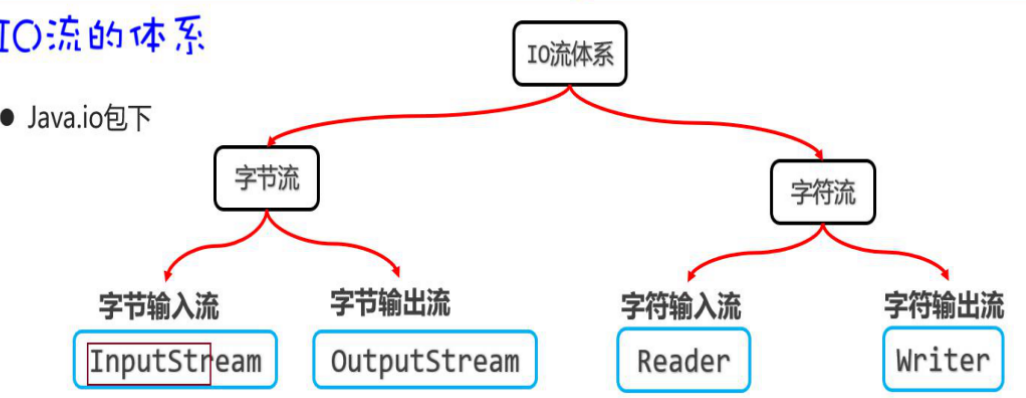 IO流的体系
IO流体系
● Java.io包下
字节流
字符流
字节输入流
字节输出流
字符输入流
字符输出流
InputStream
OutputStream
Reader
Writer